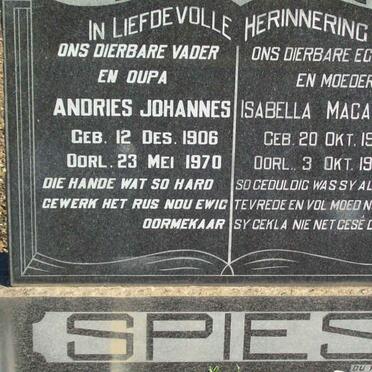 IN LIEFDEVOLLE HERINNERING
ONS DIERBARE VADER
EN OUPA
ANDRIES JOHANNES
GEB. 12 DES. 1906
OORL. 23 MEI 1970
DIE HANDE WAT SO HARD
GEWERK HET RUS NOU EWIG
OORMEKAAR
ONS DIERBARE
EN MOEDER
ISABELLA
GEB. 20 OKT.
OORL. 3 OKT.
SO GEDULDIG WAS SY
TEVREDE EN VOL MOED
SY GEKLA NIE NET GESE
SPIES